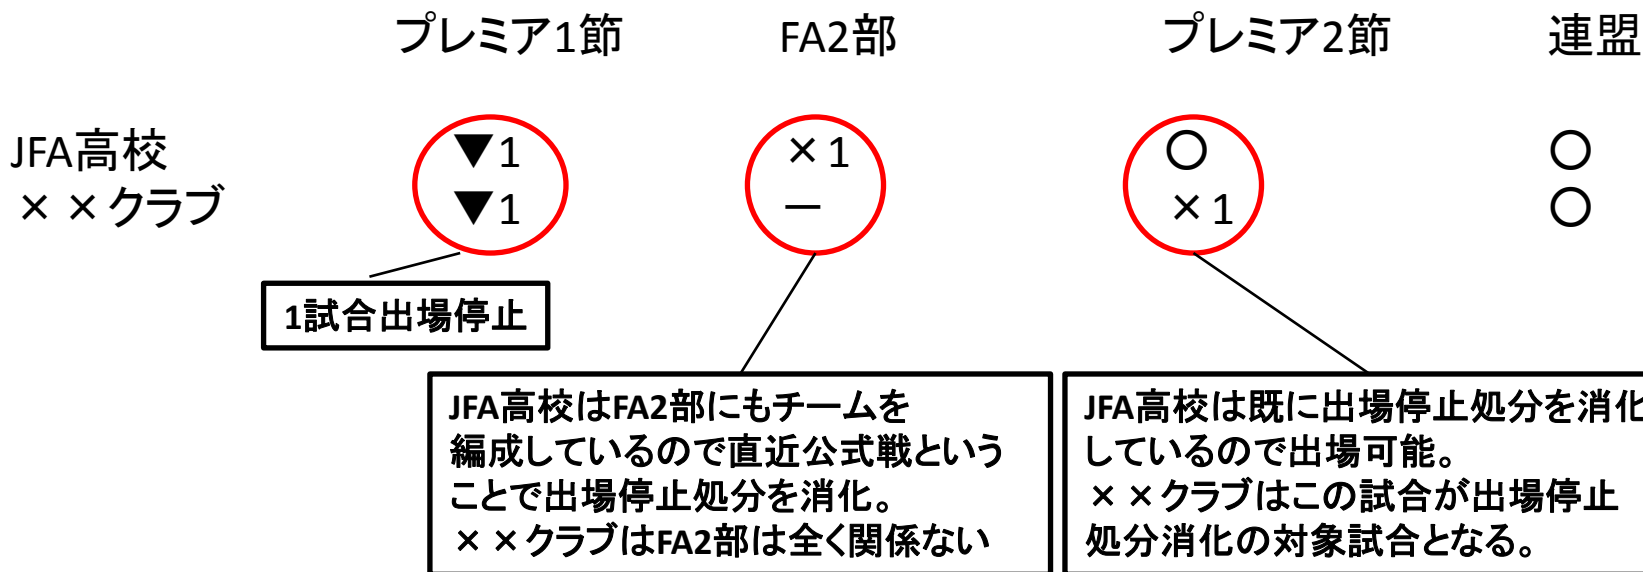 プレミア1節 FA2部 プレミア2節 連盟
JFA高校 ▼1 ×1 〇 〇
××クラブ ▼1 － ×1 〇
1試合出場停止
JFA高校はFA2部にもチームを
編成しているので直近公式戦という
ことで出場停止処分を消化。
××クラブはFA2部は全く関係ない
JFA高校は既に出場停止処分を消化
しているので出場可能。
××クラブはこの試合が出場停止
処分消化の対象試合となる。